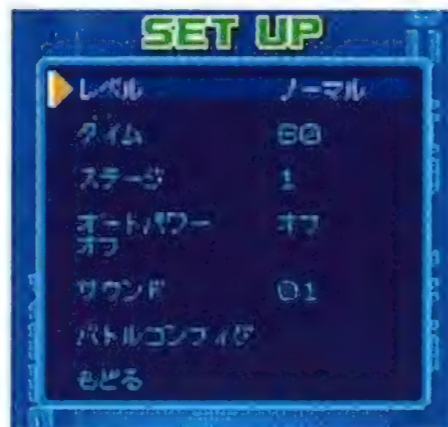 SET UP
レベル ノーマル
タイム 60
ステージ 1
オートパワー オフ
オフ
サウンド 01
バトルコンフィグ
もどる